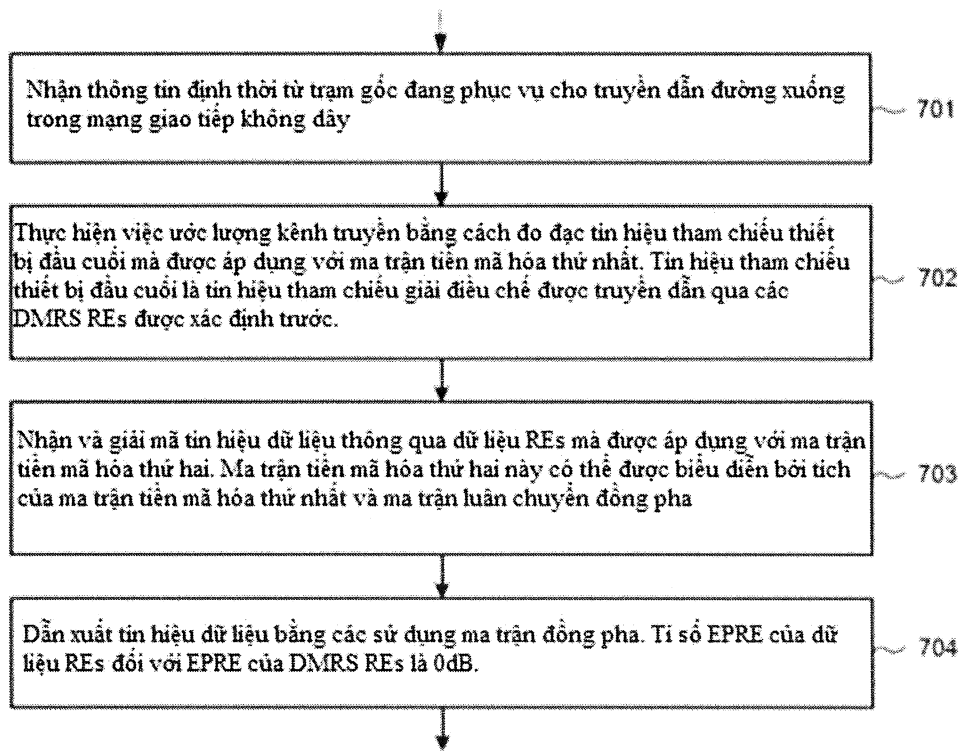 Nhận thông tin định thời từ trạm gốc đang phục vụ cho truyền dẫn đường xuống
trong mạng giao tiếp không dây
701
Thực hiện việc ước lượng kênh truyền bằng cách đo đạc tín hiệu tham chiếu thiết
bị đầu cuối mà được áp dụng với ma trận tiền mã hóa thứ nhất. Tín hiệu tham chiếu
thiết bị đầu cuối là tín hiệu tham chiếu giải điều chế được truyền dẫn qua các
DMRS REs được xác định trước.
702
Nhận và giải mã tín hiệu dữ liệu thông qua dữ liệu REs mà được áp dụng với ma trận
tiền mã hóa thứ hai. Ma trận tiền mã hóa thứ hai này có thể được biểu diễn bởi tích
của ma trận tiền mã hóa thứ nhất và ma trận luân chuyển đồng pha
703
Dẫn xuất tín hiệu dữ liệu bằng các sử dụng ma trận đồng pha. Tỉ số EPRE của dữ
liệu REs đối với EPRE của DMRS REs là 0dB.
704